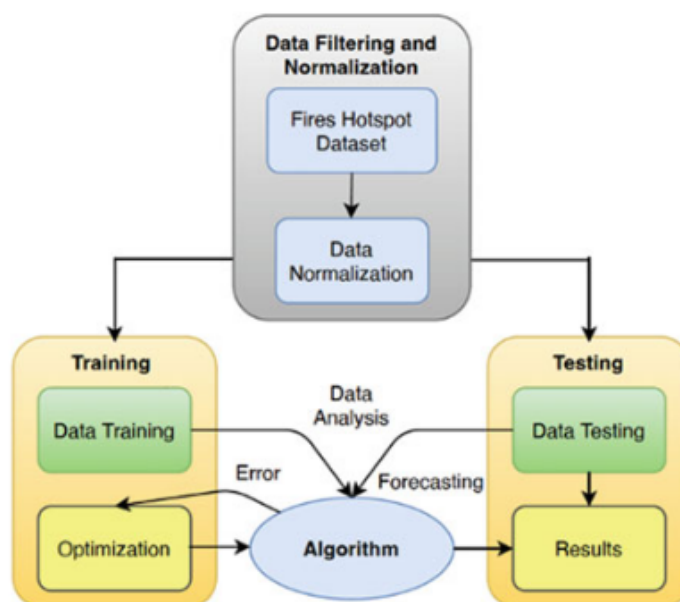 Data Filtering and
Normalization
Fires Hotspot
Dataset
Data
Normalization
Training
Testing
Data Training
Data
Analysis
Data Testing
Error
Forecasting
Optimization
Algorithm
Results